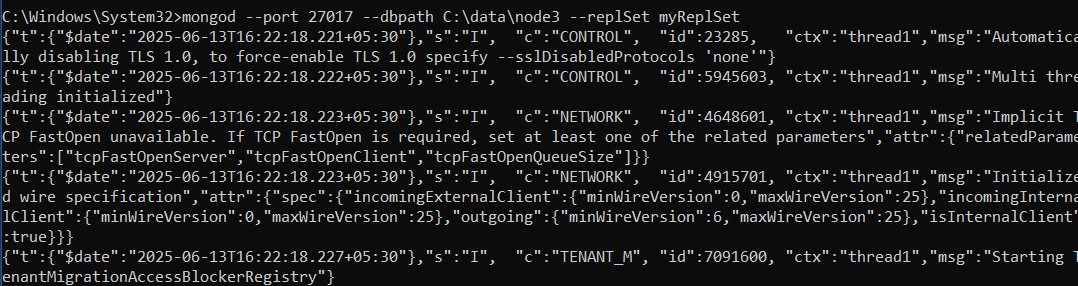 C:\Windows\System32>mongod --port 27017 --dbpath C:\data\node3 --replSet myReplSet
{"t":{"$date":"2025-06-13T16:22:18.221+05:30"},"s":"I",  "c":"CONTROL",  "id":23285,   "ctx":"thread1","msg":"Automatica
lly disabling TLS 1.0, to force-enable TLS 1.0 specify --sslDisabledProtocols 'none'"}
{"t":{"$date":"2025-06-13T16:22:18.222+05:30"},"s":"I",  "c":"CONTROL",  "id":5945603, "ctx":"thread1","msg":"Multi thre
ading initialized"}
{"t":{"$date":"2025-06-13T16:22:18.223+05:30"},"s":"I",  "c":"NETWORK",  "id":4648601, "ctx":"thread1","msg":"Implicit T
CP FastOpen unavailable. If TCP FastOpen is required, set at least one of the related parameters","attr":{"relatedParame
ters":["tcpFastOpenServer","tcpFastOpenClient","tcpFastOpenQueueSize"]}}
{"t":{"$date":"2025-06-13T16:22:18.223+05:30"},"s":"I",  "c":"NETWORK",  "id":4915701, "ctx":"thread1","msg":"Initialize
d wire specification","attr":{"spec":{"incomingExternalClient":{"minWireVersion":0,"maxWireVersion":25},"incomingInterna
lClient":{"minWireVersion":0,"maxWireVersion":25},"outgoing":{"minWireVersion":6,"maxWireVersion":25},"isInternalClient"
:true}}}
{"t":{"$date":"2025-06-13T16:22:18.227+05:30"},"s":"I",  "c":"TENANT_M", "id":7091600, "ctx":"thread1","msg":"Starting T
enantMigrationAccessBlockerRegistry"}